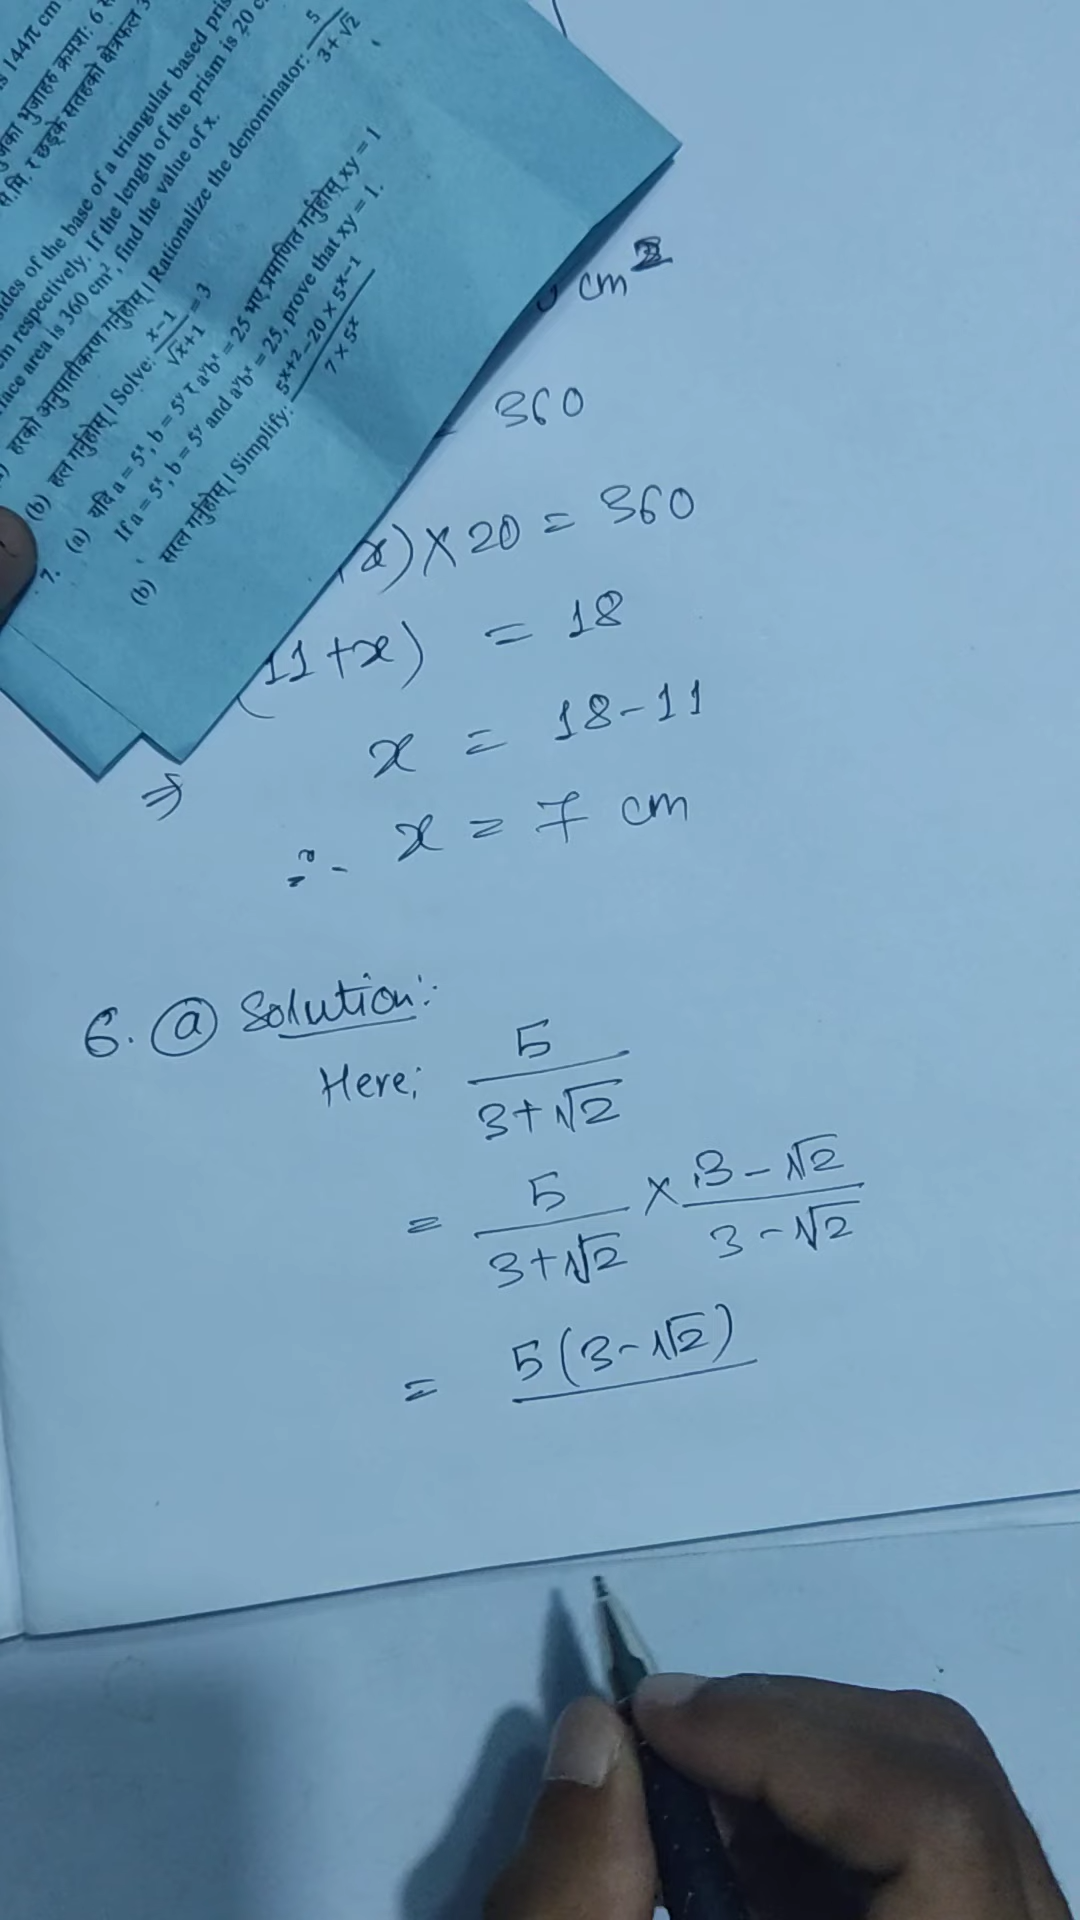 144π cm
भुजाहरु क्रमश: 6
से.मि. र छड्के सतहको क्षेत्रफल 3
of the base of a triangular based pris
cm respectively. If the length of the prism is 20 c
face area is 360 cm², find the value of x.
हरको अनुपातीकरण गर्नुहोस् । Rationalize the denominator: 5/(3+√2)
(b) हल गर्नुहोस् । Solve: (x−1)/(√x+1) = 3
7. (a) यदि a = 5ˣ, b = 5ʸ र aʸbˣ = 25 भए प्रमाणित गर्नुहोस् xy = 1
If a = 5ˣ, b = 5ʸ and aʸbˣ = 25, prove that xy = 1.
(b) सरल गर्नुहोस् । Simplify: (5ˣ⁺² − 20 × 5ˣ⁻¹)/(7 × 5ˣ)
cm²
360
x) × 20 = 360
(11 + x) = 18
⇒ x = 18 - 11
∴ x = 7 cm
6. (a) Solution:
Here; 5/(3+√2)
= 5/(3+√2) × (3-√2)/(3-√2)
= 5(3-√2)